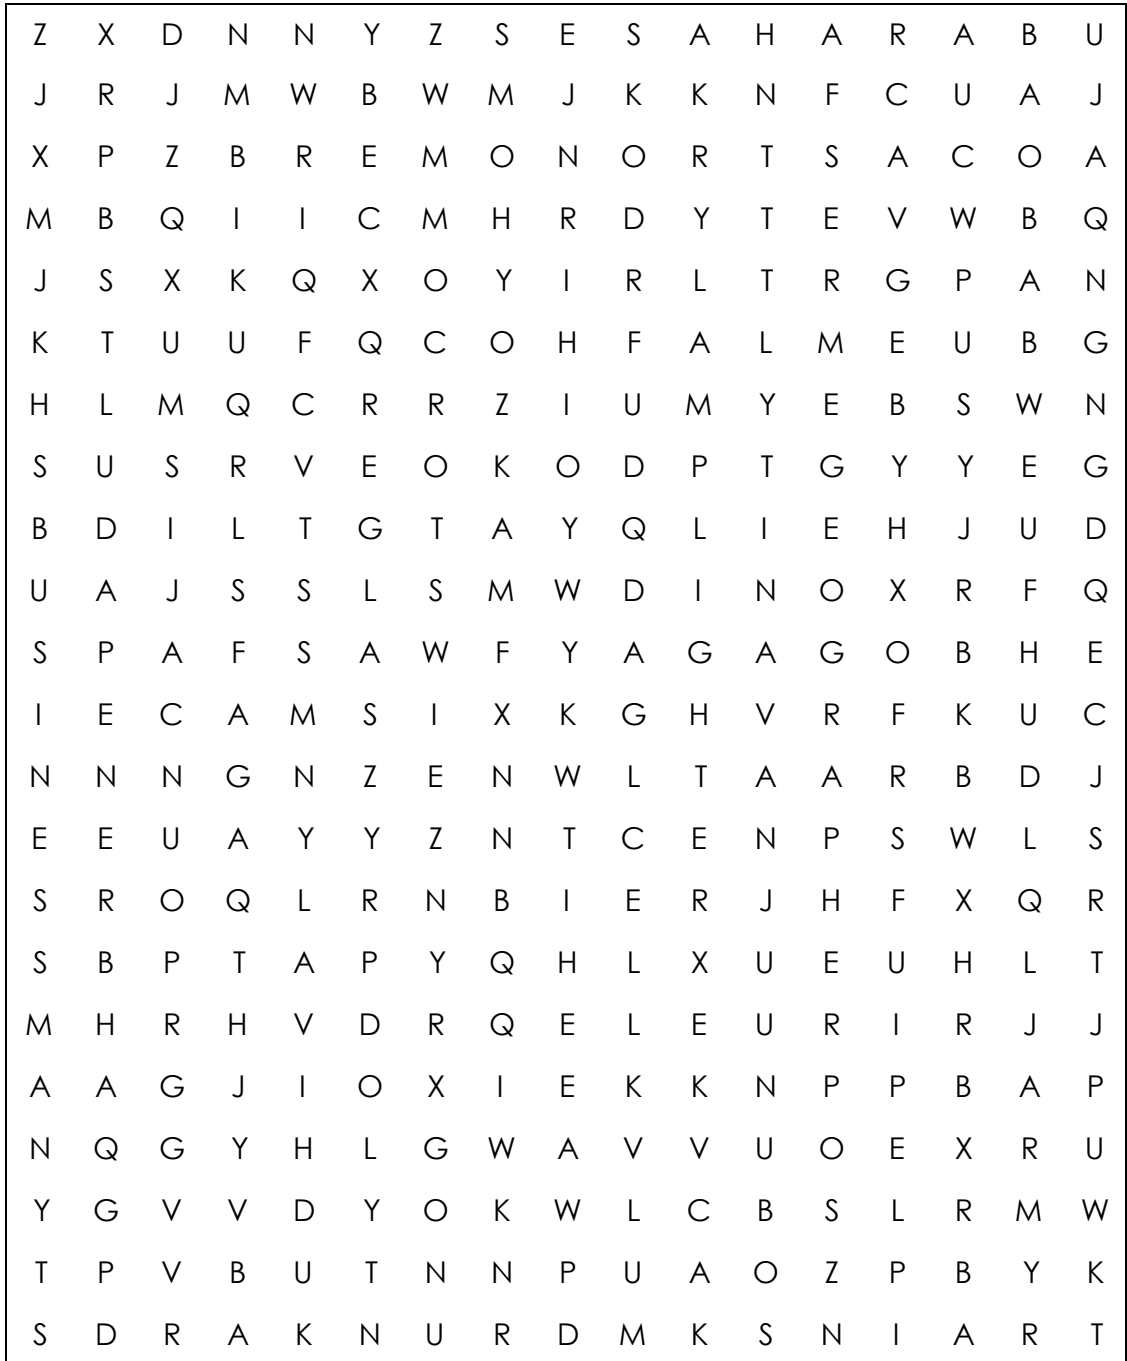 Z X D N N Y Z S E S A H A R A B U
J R J M W B W M J K K N F C U A J
X P Z B R E M O N O R T S A C O A
M B Q I I C M H R D Y T E V W B Q
J S X K Q X O Y I R L T R G P A N
K T U U F Q C O H F A L M E U B G
H L M Q C R R Z I U M Y E B S W N
S U S R V E O K O D P T G Y Y E G
B D I L T G T A Y Q L I E H J U D
U A J S S L S M W D I N O X R F Q
S P A F S A W F Y A G A G O B H E
I E C A M S I X K G H V R F K U C
N N N G N Z E N W L T A A R B D J
E E U A Y Y Z N T C E N P S W L S
S R O Q L R N B I E R J H F X Q R
S B P T A P Y Q H L X U E U H L T
M H R H V D R Q E L E U R I R J J
A A G J I O X I E K K N P P B A P
N Q G Y H L G W A V V U O E X R U
Y G V V D Y O K W L C B S L R M W
T P V B U T N N P U A O Z P B Y K
S D R A K N U R D M K S N I A R T